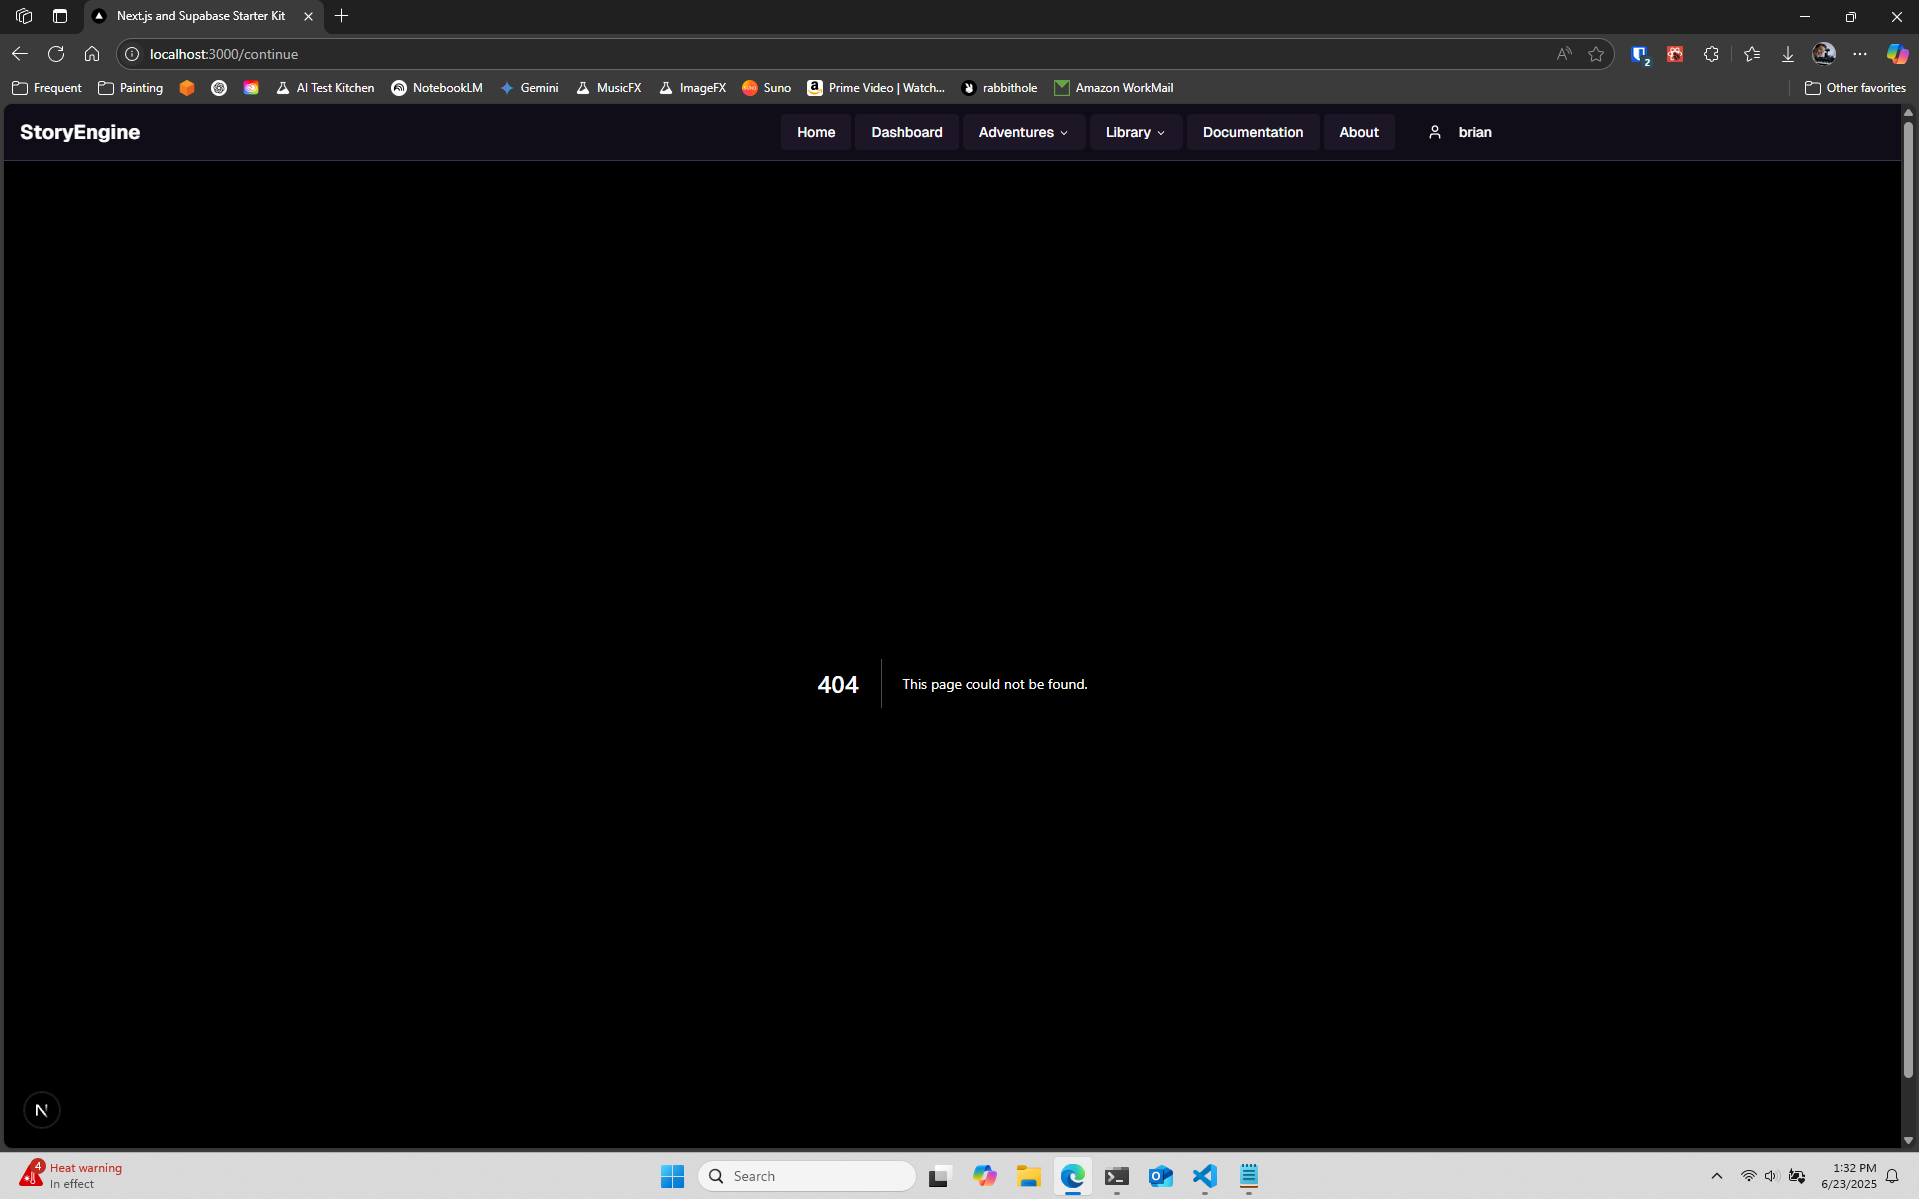 Next.js and Supabase Starter Kit
localhost:3000/continue
A
2
Frequent
Painting
AI Test Kitchen
NotebookLM
Gemini
MusicFX
ImageFX
Suno
Prime Video | Watch...
rabbithole
Amazon WorkMail
Other favorites
StoryEngine
Home
Dashboard
Adventures
Library
Documentation
About
brian
404
This page could not be found.
N
4
Heat warning
In effect
Search
1:32 PM
6/23/2025